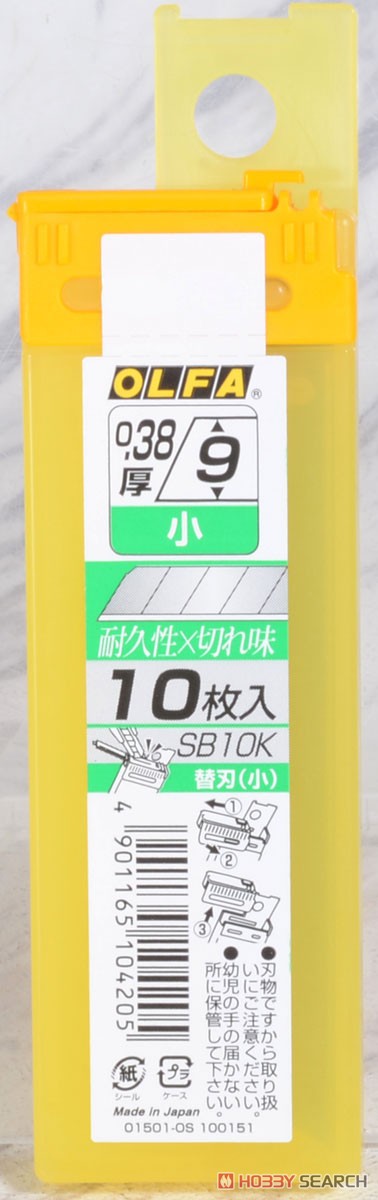 OLFA®
0.38
厚
9
小
耐久性×切れ味
10枚入
SB10K
替刃(小)
①
②
③
4 901165 104205
●刃物ですから取り扱
いにご注意ください。
●幼児の手の届かない
所に保管して下さい。
紙
シール
プラ
ケース
Made in Japan
01501-OS 100151
HOBBY SEARCH